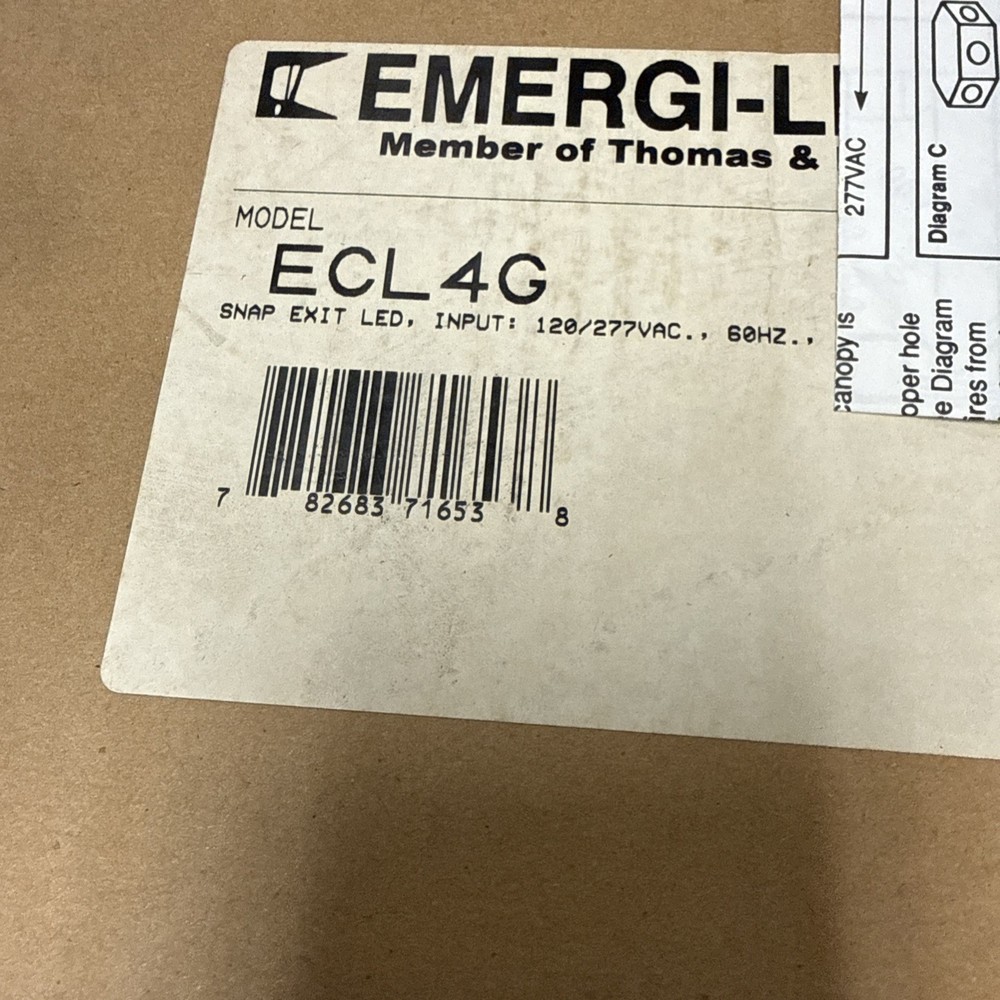 EMERGI-L
Member of Thomas &
MODEL
ECL4G
SNAP EXIT LED, INPUT: 120/277VAC., 60HZ.,
7 82683 71653 8
277VAC
Diagram C
canopy is
oper hole
e Diagram
ires from